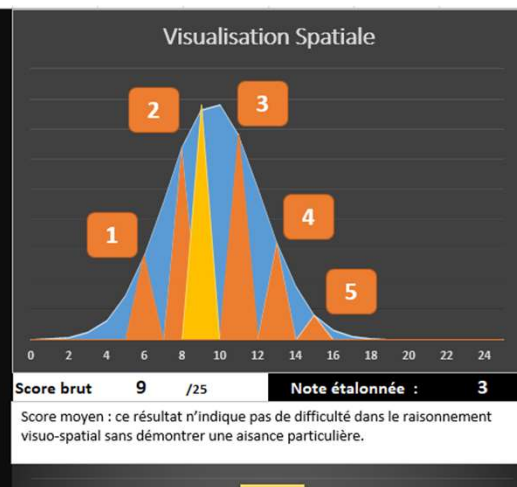 Visualisation Spatiale
2 3
1 4
5
0 2 4 6 8 10 12 14 16 18 20 22 24
Score brut 9 /25 Note étalonnée : 3
Score moyen : ce résultat n'indique pas de difficulté dans le raisonnement
visuo-spatial sans démontrer une aisance particulière.